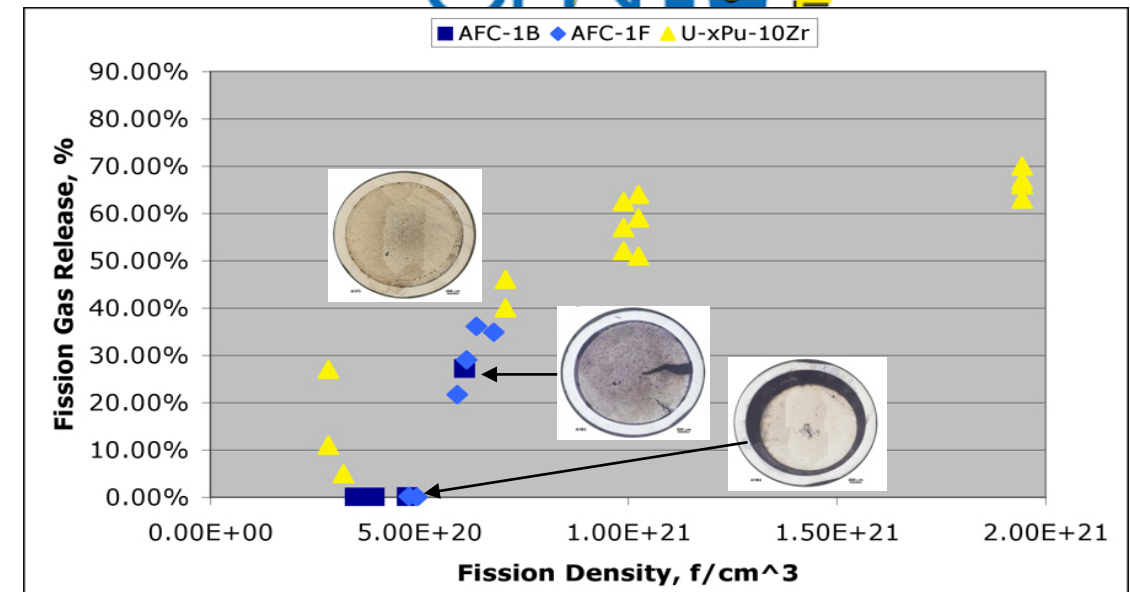 AFC-1B AFC-1F U-xPu-10Zr
90.00%
80.00%
70.00%
60.00%
50.00%
40.00%
30.00%
20.00%
10.00%
0.00%
Fission Gas Release, %
0.00E+00 5.00E+20 1.00E+21 1.50E+21 2.00E+21
Fission Density, f/cm^3